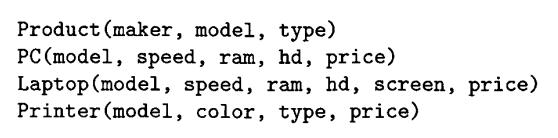 Product(maker, model, type)
PC(model, speed, ram, hd, price)
Laptop(model, speed, ram, hd, screen, price)
Printer(model, color, type, price)